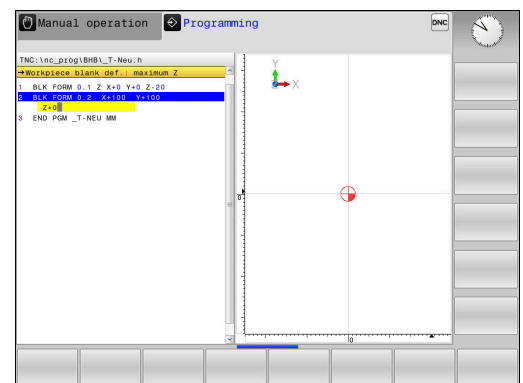 Manual operation
Programming
DNC
TNC:\nc_prog\BHB\_T-Neu.h
→Workpiece blank def.: maximum Z
1 BLK FORM 0.1 Z X+0 Y+0 Z-20
2 BLK FORM 0.2 X+100 Y+100
Z+0
3 END PGM _T-NEU MM
Y
X
0
0